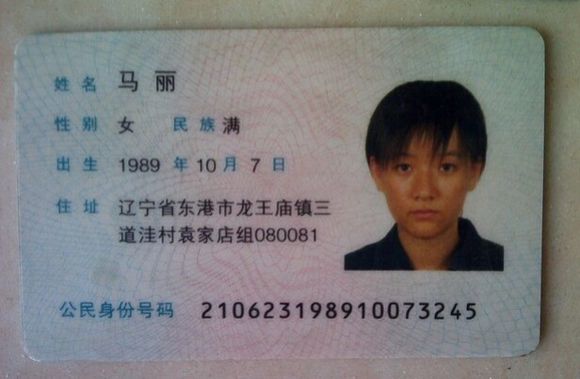 姓名 马丽
性别 女 民族 满
出生 1989 年 10 月 7 日
住址 辽宁省东港市龙王庙镇三
道洼村袁家店组080081
公民身份号码 210623198910073245